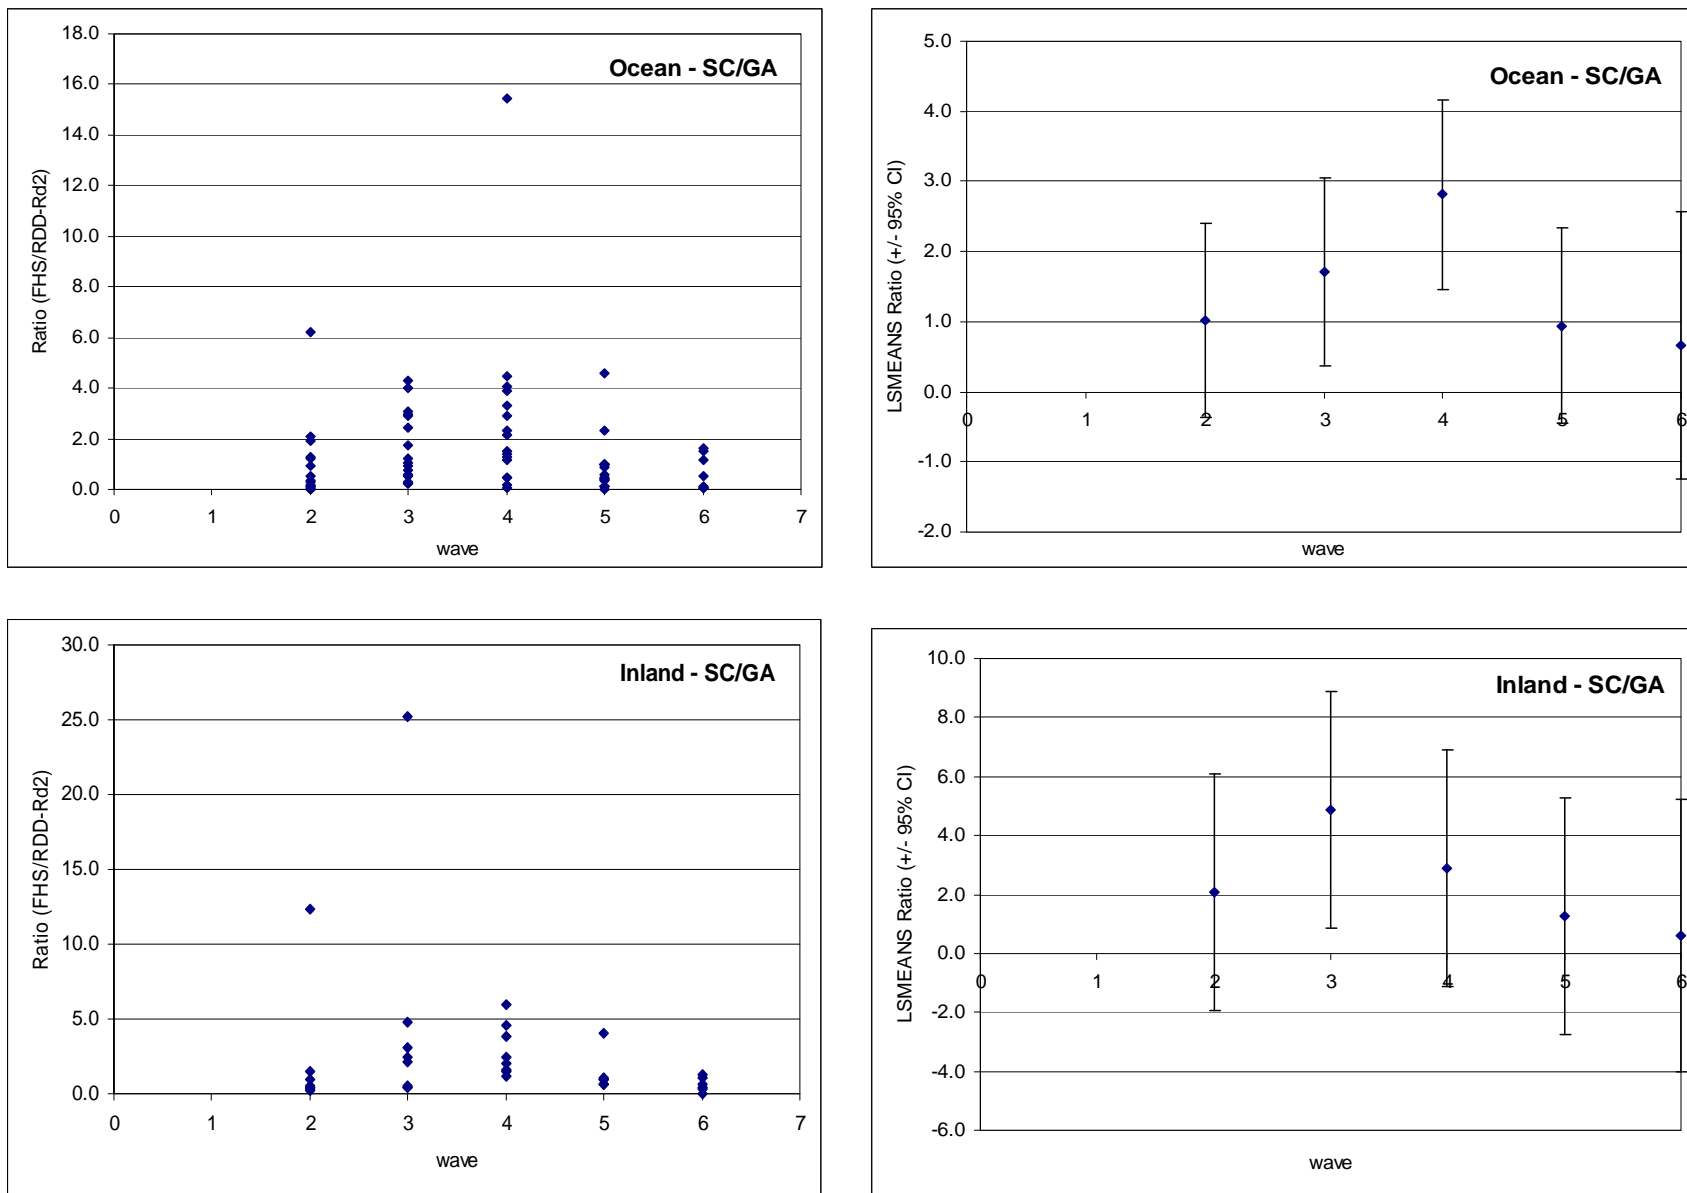 18.0
16.0
14.0
12.0
10.0
8.0
6.0
4.0
2.0
0.0
Ratio (FHS/RDD-Rd2)
Ocean - SC/GA
0 1 2 3 4 5 6 7
wave
5.0
4.0
3.0
2.0
1.0
0.0
-1.0
-2.0
LSMEANS Ratio (+/- 95% CI)
Ocean - SC/GA
0 1 2 3 4 5 6
wave
30.0
25.0
20.0
15.0
10.0
5.0
0.0
Ratio (FHS/RDD-Rd2)
Inland - SC/GA
0 1 2 3 4 5 6 7
wave
10.0
8.0
6.0
4.0
2.0
0.0
-2.0
-4.0
-6.0
LSMEANS Ratio (+/- 95% CI)
Inland - SC/GA
0 1 2 3 4 5 6
wave